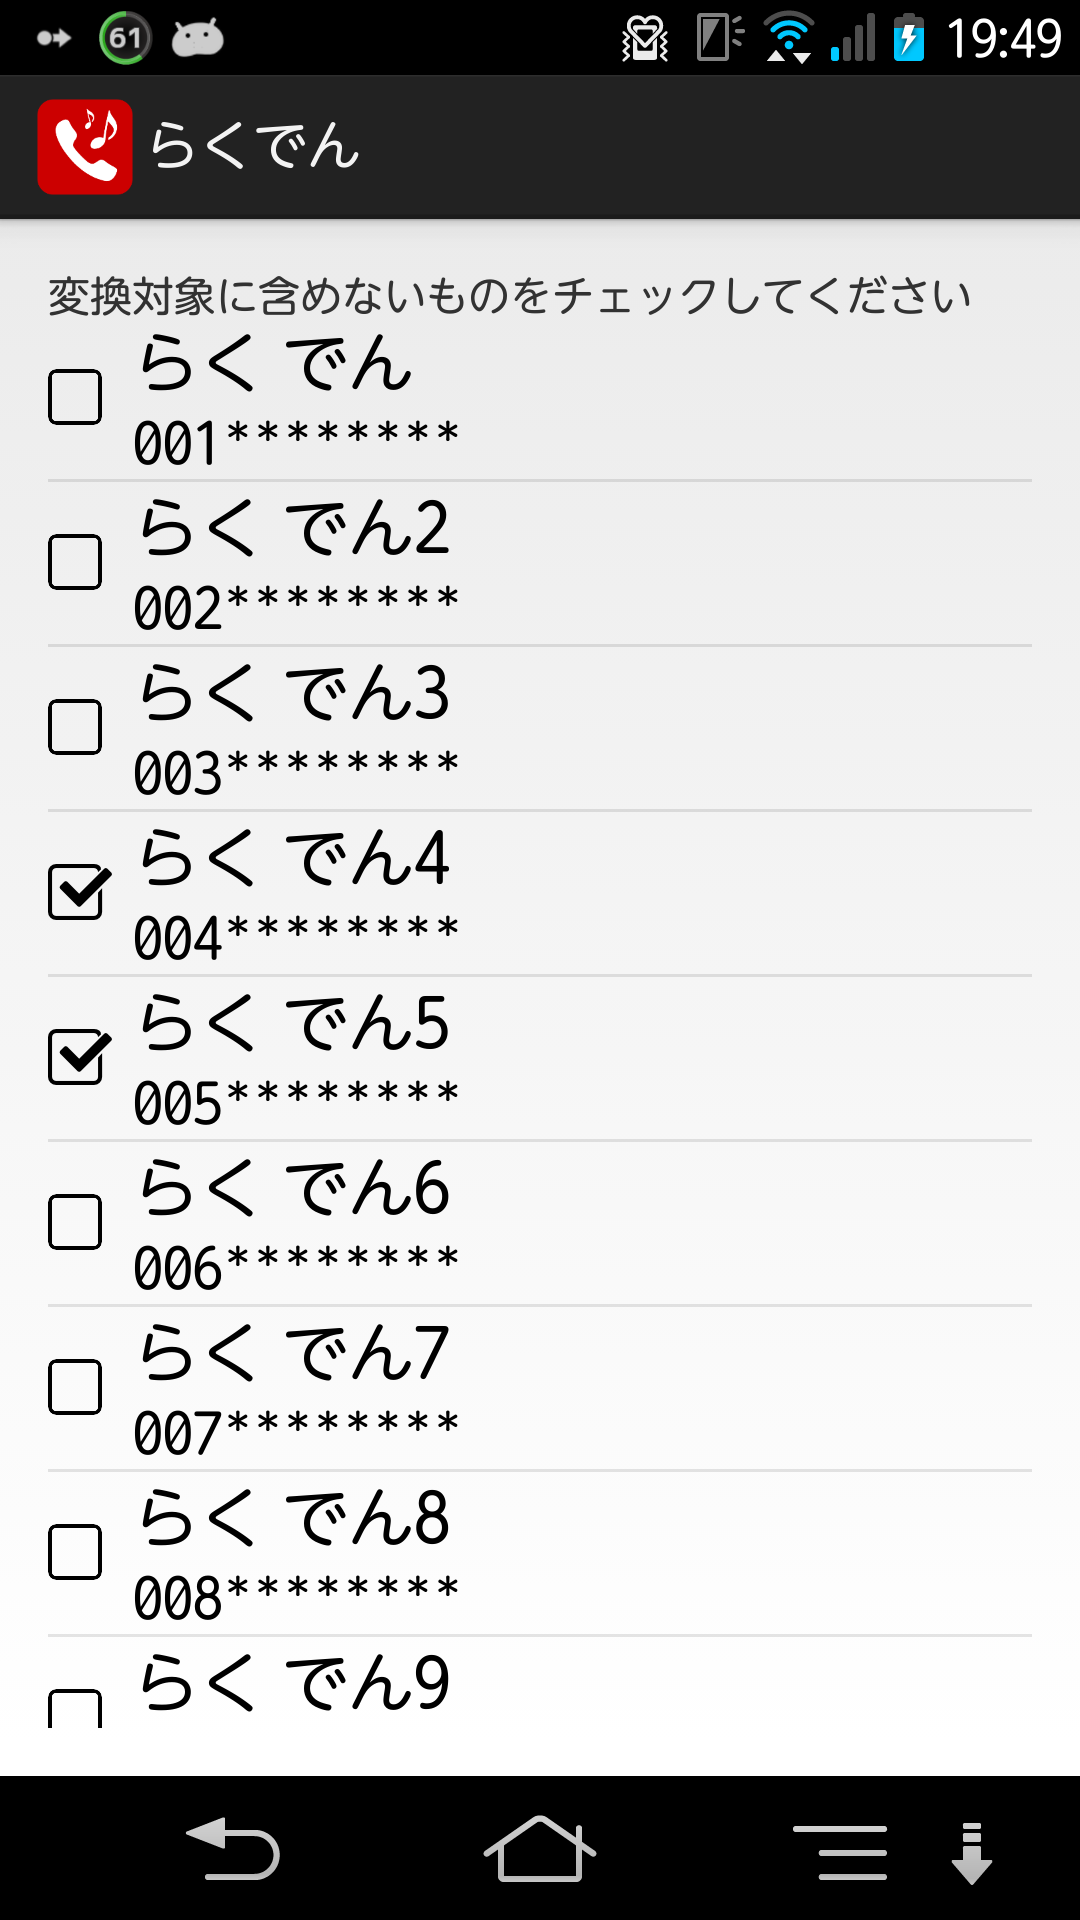 61 19:49
らくでん
変換対象に含めないものをチェックしてください
らく でん
001********
らく でん2
002********
らく でん3
003********
らく でん4
004********
らく でん5
005********
らく でん6
006********
らく でん7
007********
らく でん8
008********
らく でん9